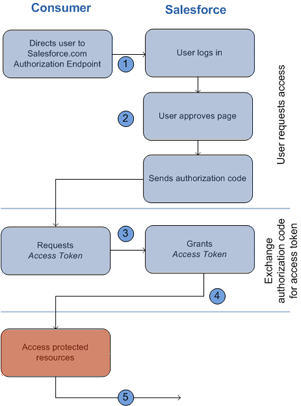 Consumer
Salesforce
Directs user to
Salesforce.com
Authorization Endpoint
1
User logs in
2
User approves page
Sends authorization code
User requests access
Requests
Access Token
3
Grants
Access Token
4
Exchange
authorization code
for access token
Access protected
resources
5